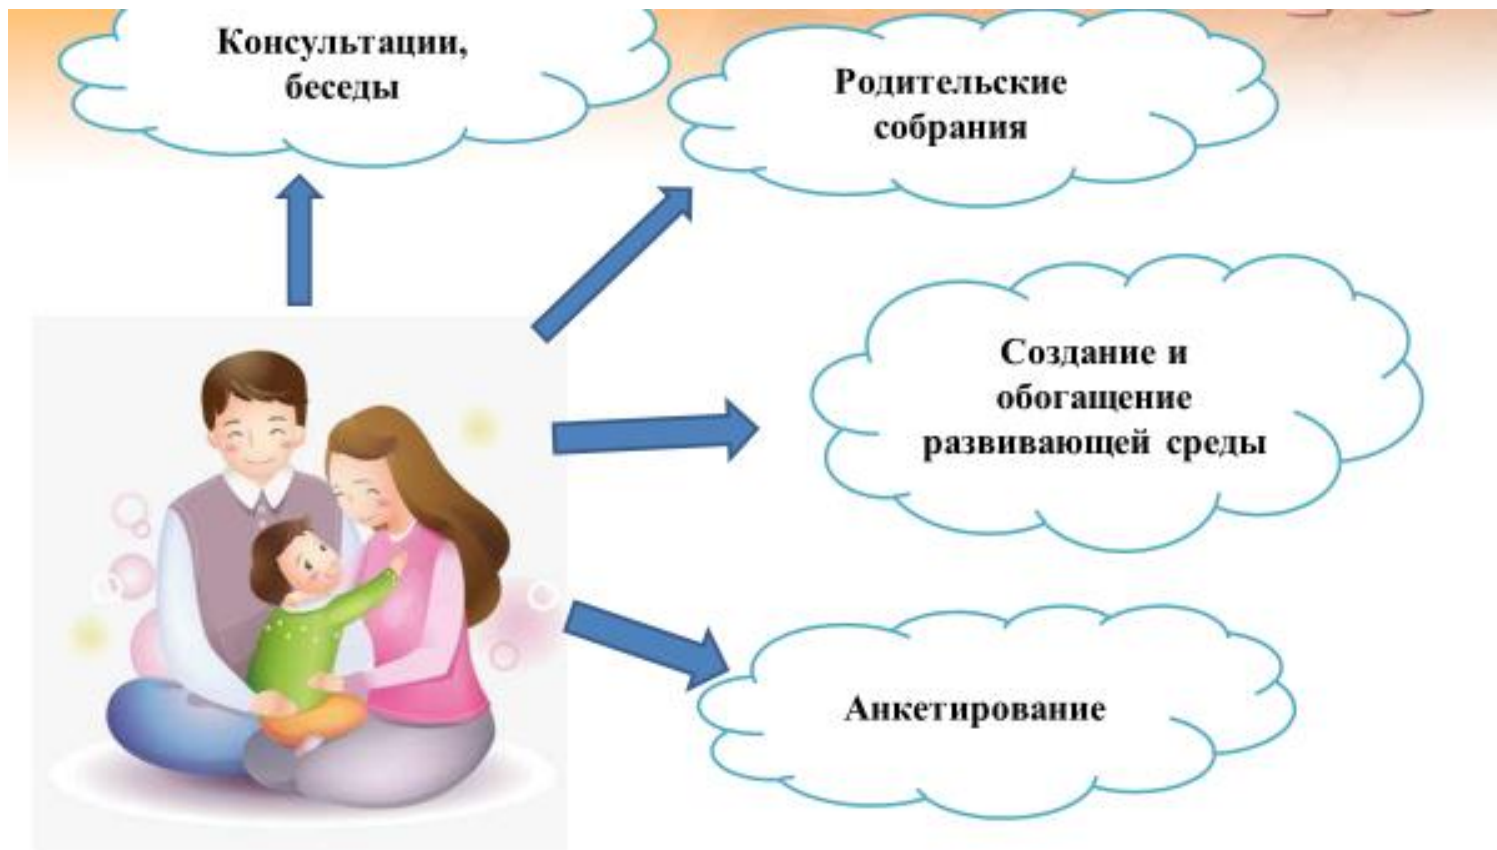 Консультации,
беседы
Родительские
собрания
Создание и
обогащение
развивающей среды
Анкетирование